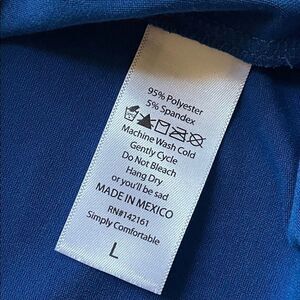 95% Polyester
5% Spandex
Machine Wash Cold
Gently Cycle
Do Not Bleach
Hang Dry
or you'll be sad
MADE IN MEXICO
RN#142161
Simply Comfortable
L